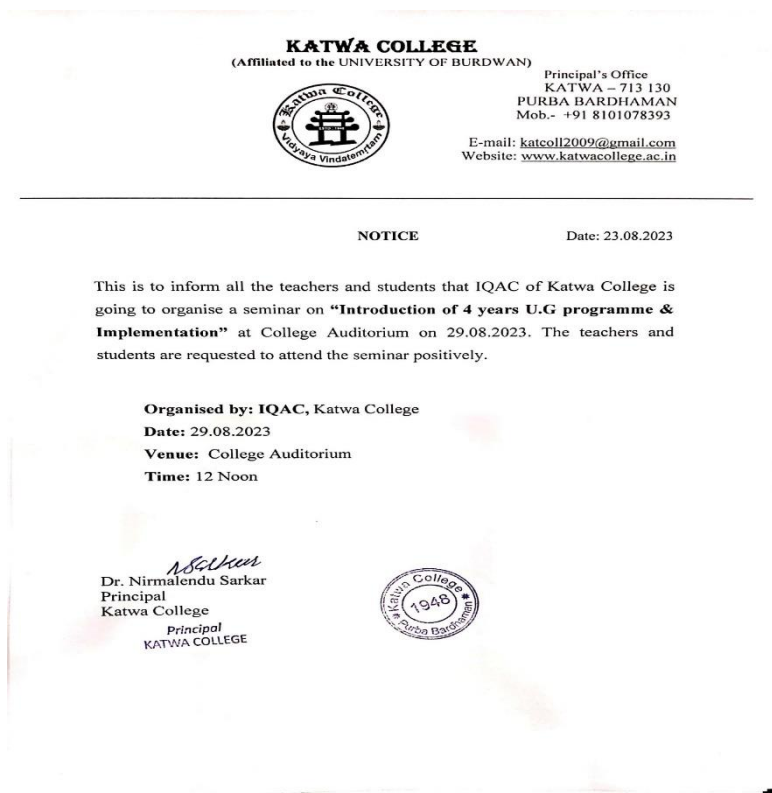 KATWA COLLEGE
(Affiliated to the UNIVERSITY OF BURDWAN)
Principal's Office
KATWA – 713 130
PURBA BARDHAMAN
Mob.- +91 8101078393
E-mail: katcoll2009@gmail.com
Website: www.katwacollege.ac.in
Katwa College
Vidyaya Vindatemrtam
NOTICE Date: 23.08.2023
This is to inform all the teachers and students that IQAC of Katwa College is
going to organise a seminar on “Introduction of 4 years U.G programme &
Implementation” at College Auditorium on 29.08.2023. The teachers and
students are requested to attend the seminar positively.
Organised by: IQAC, Katwa College
Date: 29.08.2023
Venue: College Auditorium
Time: 12 Noon
Dr. Nirmalendu Sarkar
Principal
Katwa College
Principal
KATWA COLLEGE
Katwa College
1948
Purba Bardhaman